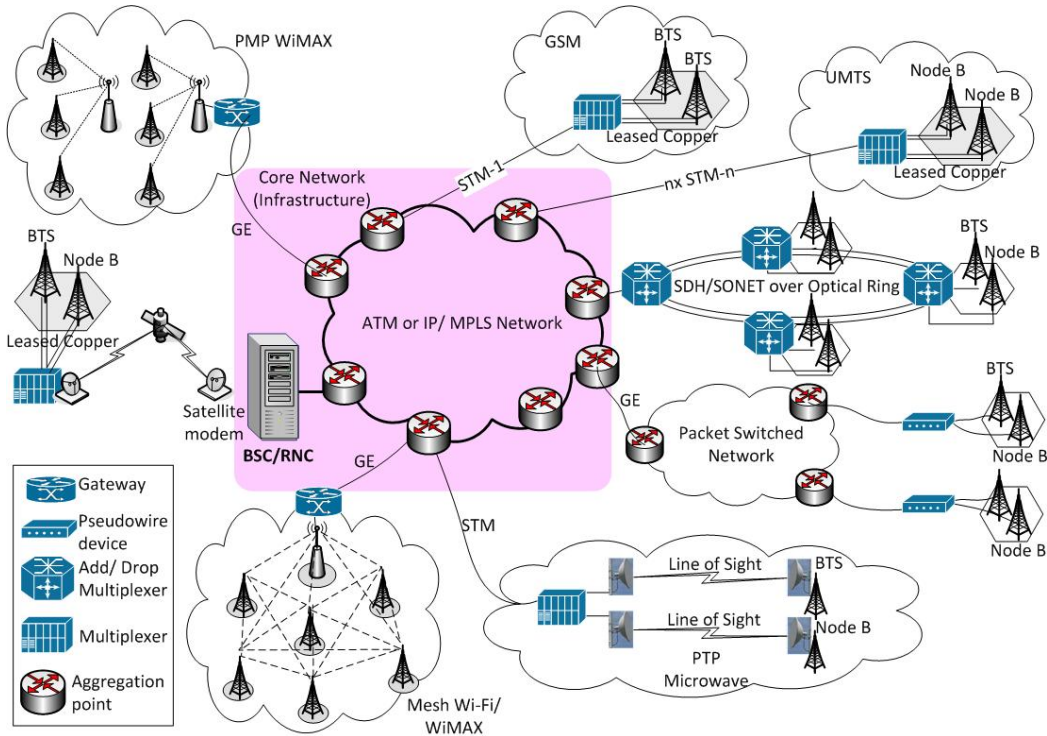 PMP WiMAX
GSM
BTS
BTS
Leased Copper
UMTS
Node B
Node B
Leased Copper
Core Network
(Infrastructure)
STM-1
nx STM-n
GE
BTS
Node B
Leased Copper
Satellite
modem
ATM or IP/ MPLS Network
BSC/RNC
SDH/SONET over Optical Ring
BTS
Node B
GE
Packet Switched
Network
BTS
Node B
Node B
GE
STM
Mesh Wi-Fi/
WiMAX
Line of Sight
BTS
Line of Sight
Node B
PTP
Microwave
Gateway
Pseudowire
device
Add/ Drop
Multiplexer
Multiplexer
Aggregation
point